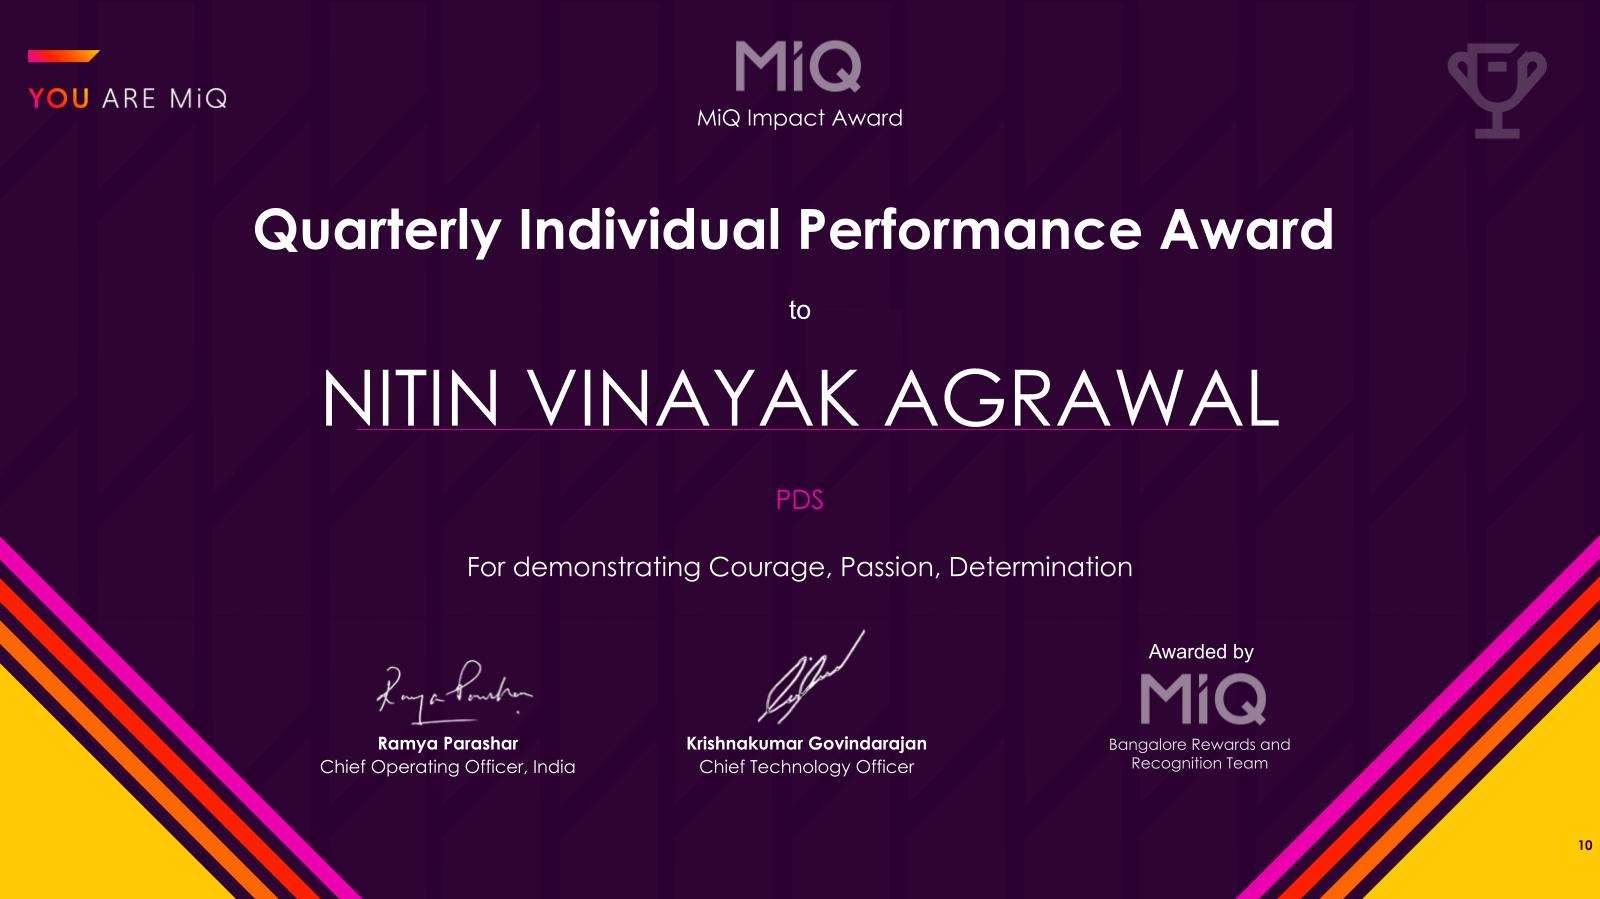 YOU ARE MiQ
MiQ
MiQ Impact Award
Quarterly Individual Performance Award
to
NITIN VINAYAK AGRAWAL
PDS
For demonstrating Courage, Passion, Determination
Ramya Parashar
Ramya Parashar
Chief Operating Officer, India
Krishnakumar Govindarajan
Chief Technology Officer
Awarded by
MiQ
Bangalore Rewards and
Recognition Team
10